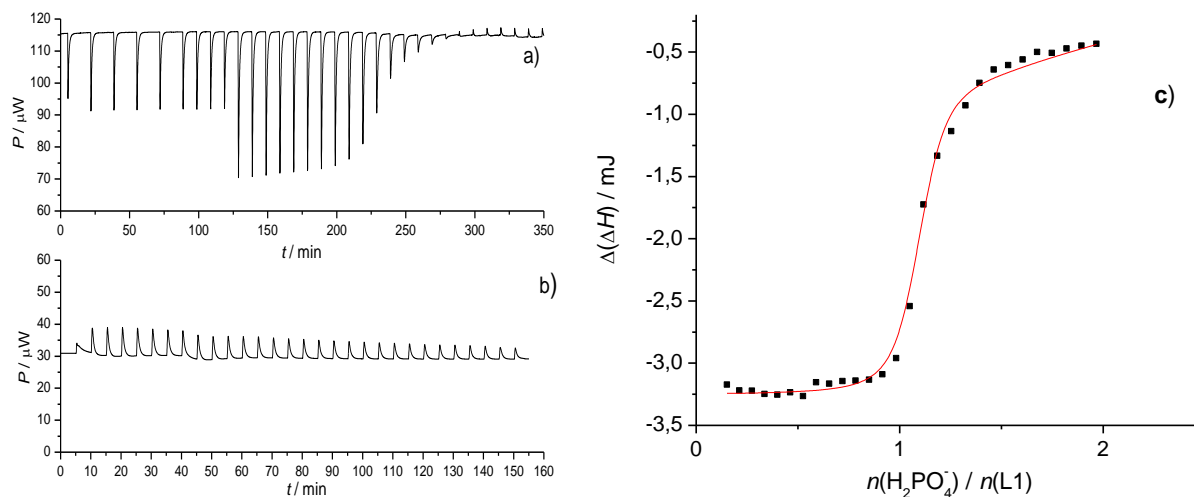 120
110
100
90
80
70
60
P / μW
0 50 100 150 200 250 300 350
t / min
a)
60
50
40
30
20
10
0
P / μW
0 10 20 30 40 50 60 70 80 90 100 110 120 130 140 150 160
t / min
b)
-0,5
-1,0
-1,5
-2,0
-2,5
-3,0
-3,5
Δ(ΔH) / mJ
0 1 2
n(H₂PO₄⁻) / n(L1)
c)